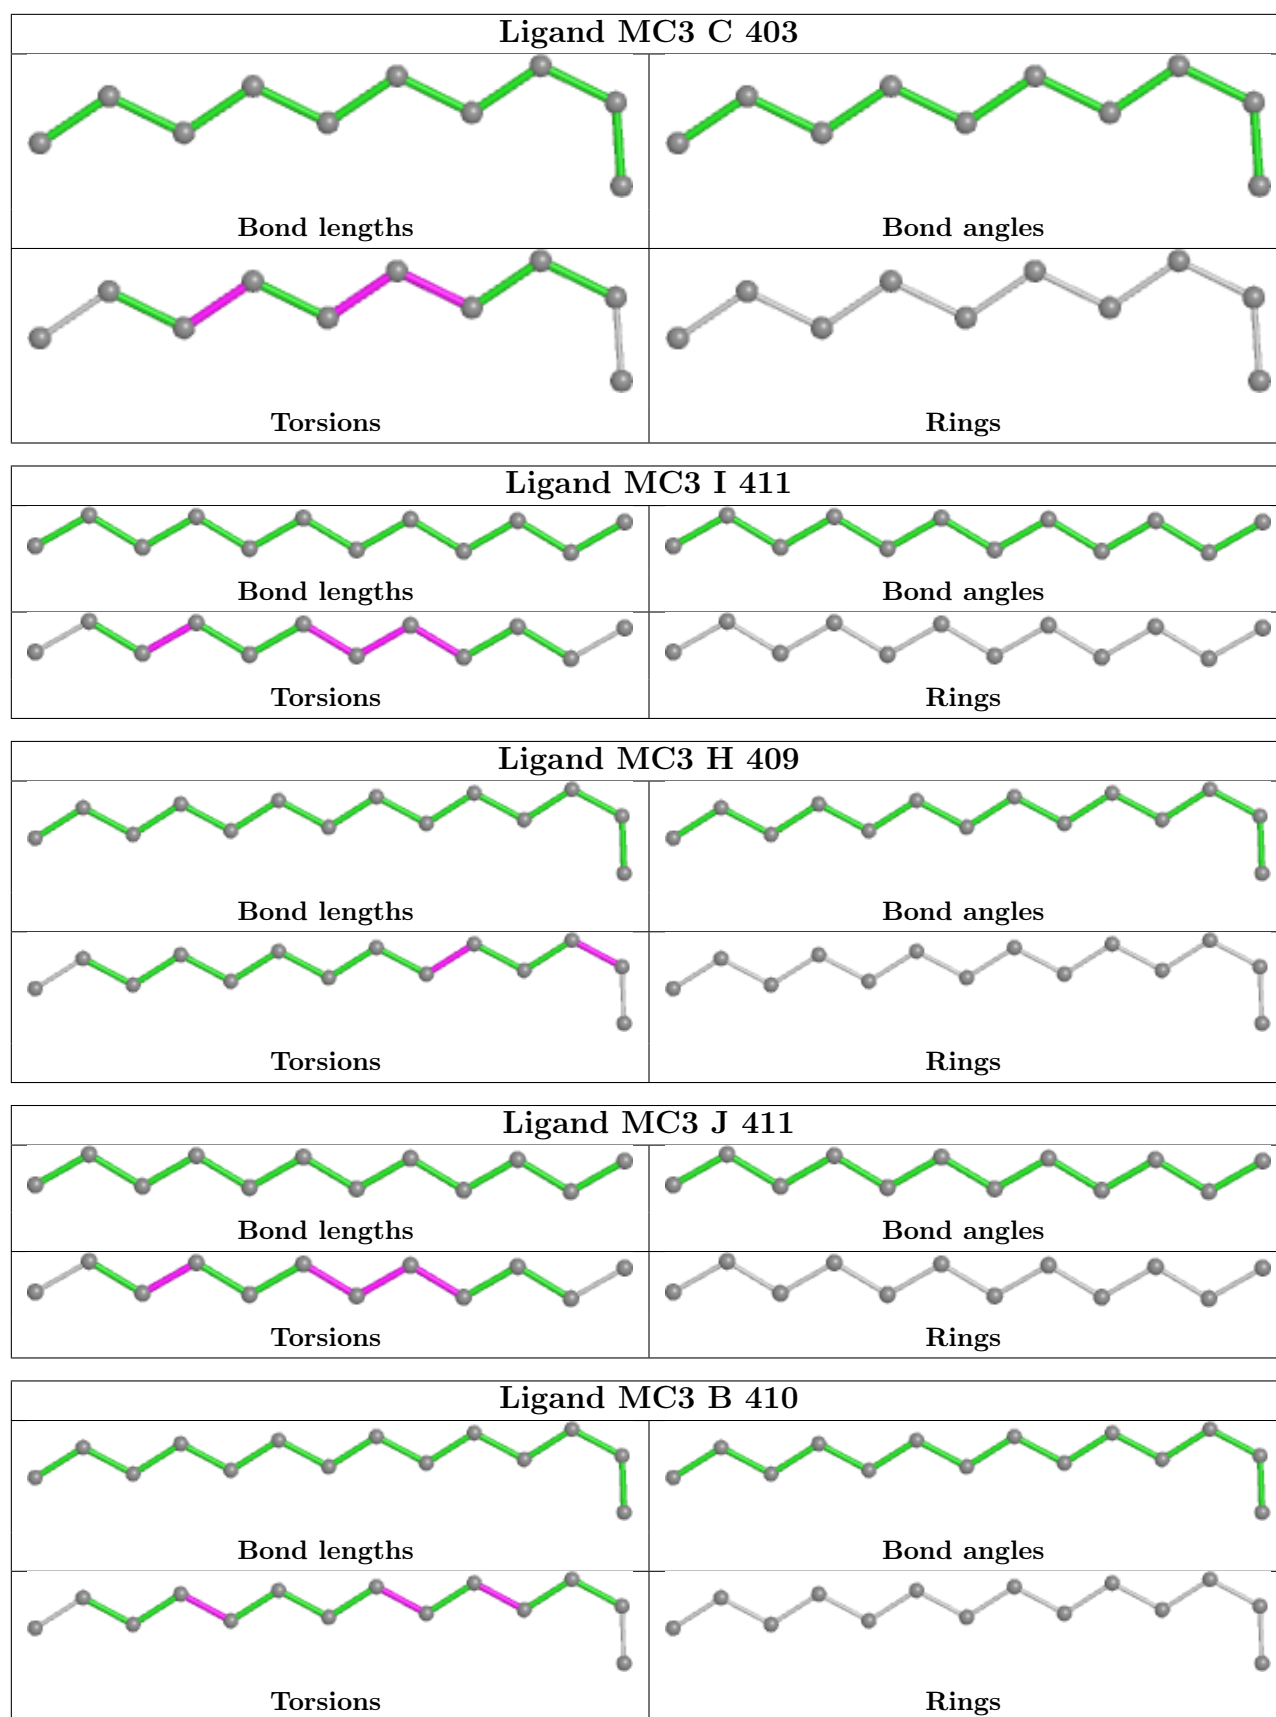 Ligand MC3 C 403
Bond lengths
Bond angles
Torsions
Rings
Ligand MC3 I 411
Bond lengths
Bond angles
Torsions
Rings
Ligand MC3 H 409
Bond lengths
Bond angles
Torsions
Rings
Ligand MC3 J 411
Bond lengths
Bond angles
Torsions
Rings
Ligand MC3 B 410
Bond lengths
Bond angles
Torsions
Rings